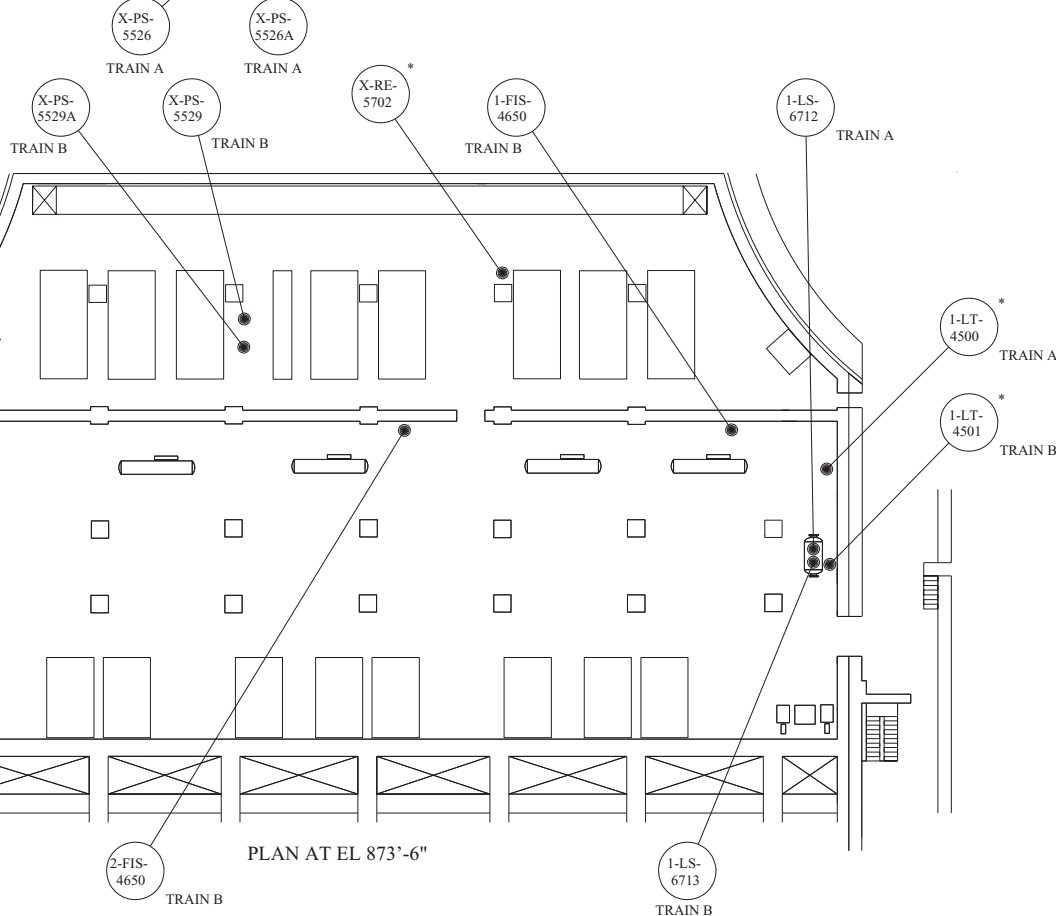 X-PS-
5526
TRAIN A
X-PS-
5526A
TRAIN A
X-PS-
5529A
TRAIN B
X-PS-
5529
TRAIN B
X-RE-
5702
*
1-FIS-
4650
TRAIN B
1-LS-
6712
TRAIN A
1-LT-
4500
*
TRAIN A
1-LT-
4501
*
TRAIN B
2-FIS-
4650
TRAIN B
PLAN AT EL 873'-6"
1-LS-
6713
TRAIN B